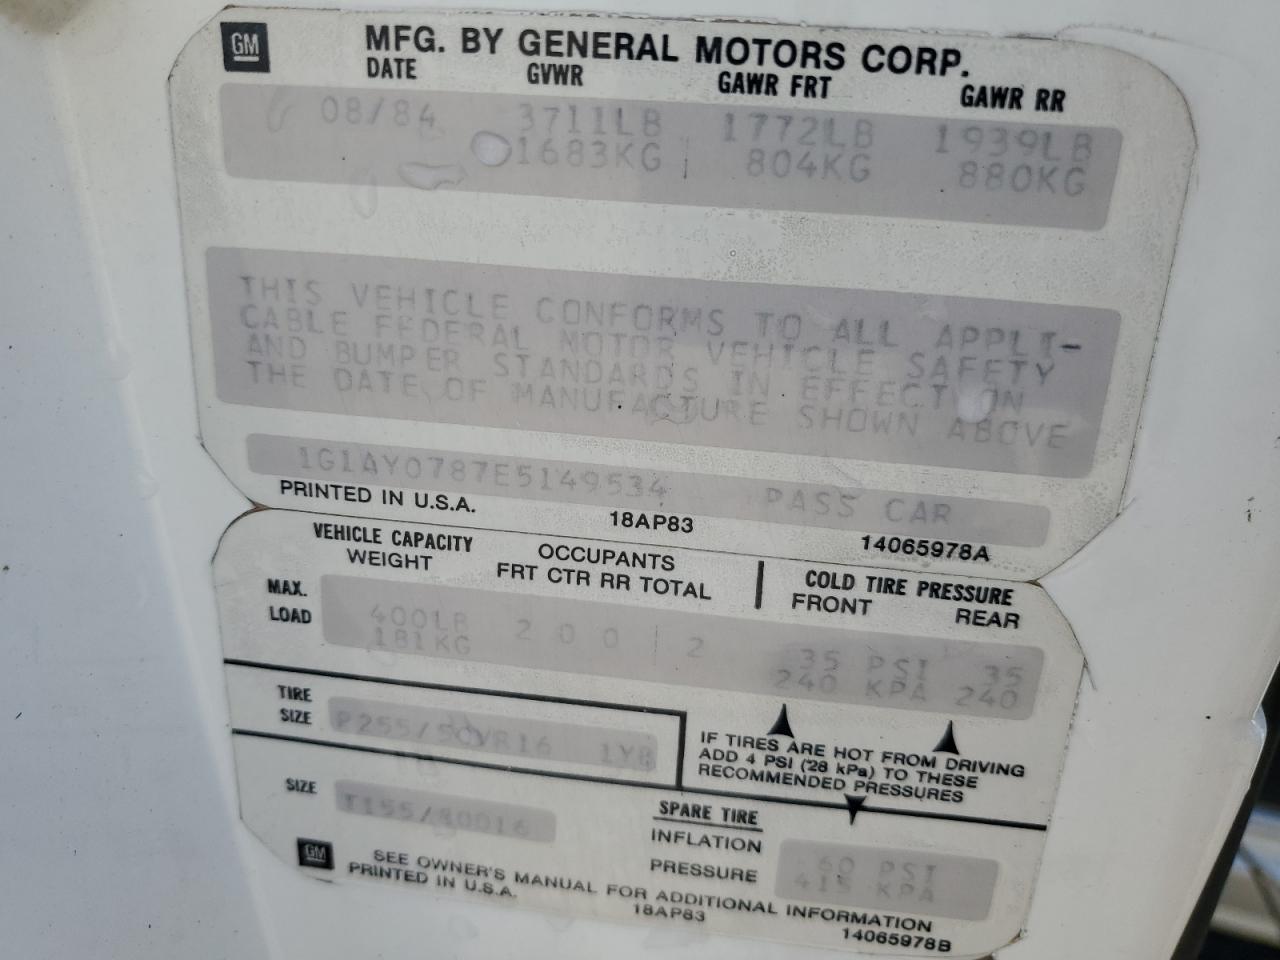 GM
MFG. BY GENERAL MOTORS CORP.
DATE GVWR GAWR FRT GAWR RR
08/84 3711LB 1772LB 1939LB
1683KG 804KG 880KG
THIS VEHICLE CONFORMS TO ALL APPLI-
CABLE FEDERAL MOTOR VEHICLE SAFETY
AND BUMPER STANDARDS IN EFFECT ON
THE DATE OF MANUFACTURE SHOWN ABOVE
1G1AY0787E5149534 PASS CAR
PRINTED IN U.S.A. 18AP83 14065978A
VEHICLE CAPACITY OCCUPANTS COLD TIRE PRESSURE
WEIGHT FRT CTR RR TOTAL FRONT REAR
MAX. LOAD 400LB 2 0 0 2 35 PSI 35
181KG 240 KPA 240
TIRE
SIZE P255/50VR16 1YB
IF TIRES ARE HOT FROM DRIVING
ADD 4 PSI (28 kPa) TO THESE
RECOMMENDED PRESSURES
SIZE T155/80D16 SPARE TIRE
INFLATION 60 PSI
PRESSURE 415 KPA
GM SEE OWNER'S MANUAL FOR ADDITIONAL INFORMATION
PRINTED IN U.S.A. 18AP83 14065978B